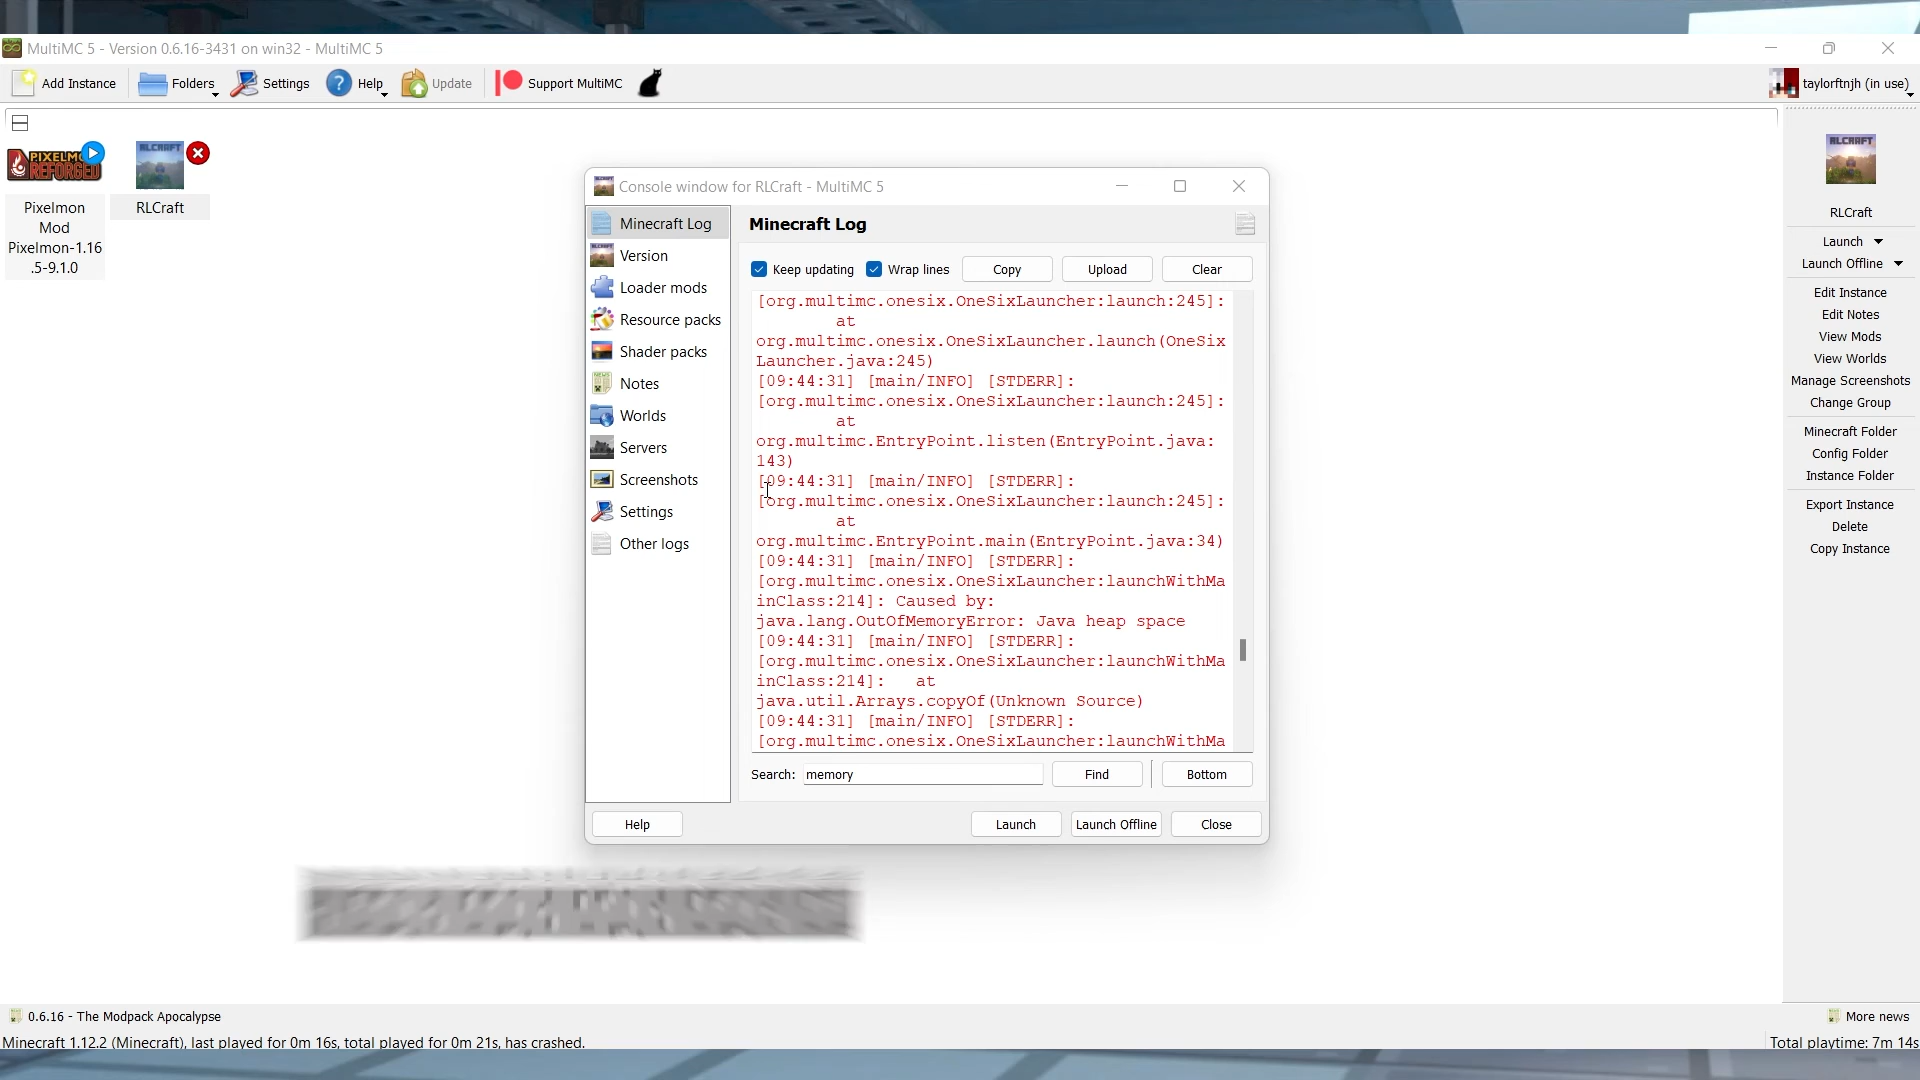 MultiMC 5 - Version 0.6.16-3431 on win32 - MultiMC 5
Add Instance
Folders
Settings
Help
Update
Support MultiMC
taylorftnjh (in use)
PIXELM
REFORGED
RLCRAFT
Pixelmon
Mod
Pixelmon-1.16
.5-9.1.0
RLCraft
Console window for RLCraft - MultiMC 5
Minecraft Log
Version
Loader mods
Resource packs
Shader packs
Notes
Worlds
Servers
Screenshots
Settings
Other logs
Minecraft Log
Keep updating
Wrap lines
Copy
Upload
Clear
[org.multimc.onesix.OneSixLauncher:launch:245]:
at
org.multimc.onesix.OneSixLauncher.launch(OneSix
Launcher.java:245)
[09:44:31] [main/INFO] [STDERR]:
[org.multimc.onesix.OneSixLauncher:launch:245]:
at
org.multimc.EntryPoint.listen(EntryPoint.java:
143)
[09:44:31] [main/INFO] [STDERR]:
[org.multimc.onesix.OneSixLauncher:launch:245]:
at
org.multimc.EntryPoint.main(EntryPoint.java:34)
[09:44:31] [main/INFO] [STDERR]:
[org.multimc.onesix.OneSixLauncher:launchWithMa
inClass:214]: Caused by:
java.lang.OutOfMemoryError: Java heap space
[09:44:31] [main/INFO] [STDERR]:
[org.multimc.onesix.OneSixLauncher:launchWithMa
inClass:214]: at
java.util.Arrays.copyOf(Unknown Source)
[09:44:31] [main/INFO] [STDERR]:
[org.multimc.onesix.OneSixLauncher:launchWithMa
Search: memory
Find
Bottom
Help
Launch
Launch Offline
Close
RLCRAFT
RLCraft
Launch
Launch Offline
Edit Instance
Edit Notes
View Mods
View Worlds
Manage Screenshots
Change Group
Minecraft Folder
Config Folder
Instance Folder
Export Instance
Delete
Copy Instance
0.6.16 - The Modpack Apocalypse
More news
Minecraft 1.12.2 (Minecraft), last played for 0m 16s, total played for 0m 21s, has crashed.
Total playtime: 7m 14s